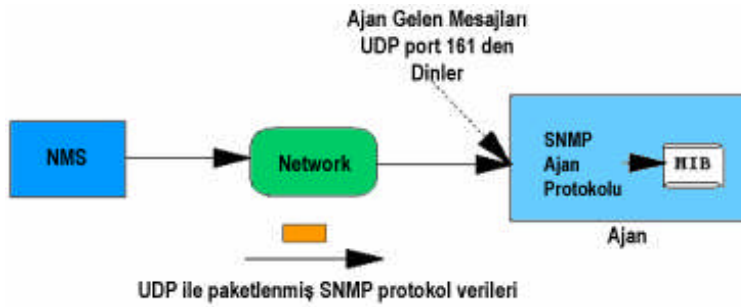 Ajan Gelen Mesajları
UDP port 161 den
Dinler
NMS
Network
SNMP
Ajan
Protokolu
MIB
Ajan
UDP ile paketlenmiş SNMP protokol verileri